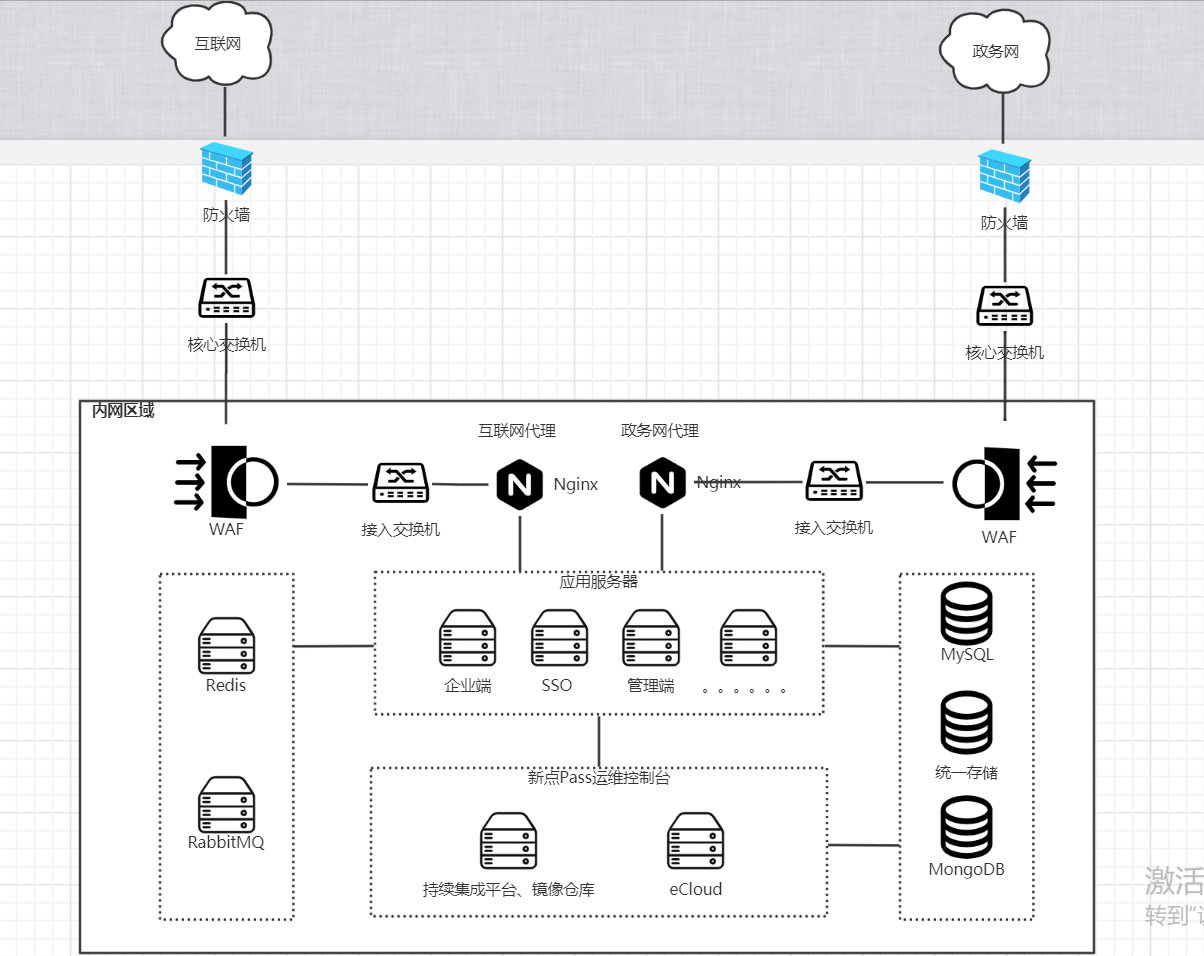 互联网
政务网
防火墙
防火墙
核心交换机
核心交换机
内网区域
互联网代理
政务网代理
Nginx
Nginx
WAF
接入交换机
接入交换机
WAF
应用服务器
Redis
企业端
SSO
管理端
。。。。。。
MySQL
新点Pass运维控制台
统一存储
RabbitMQ
持续集成平台、镜像仓库
eCloud
MongoDB
激活
转到“